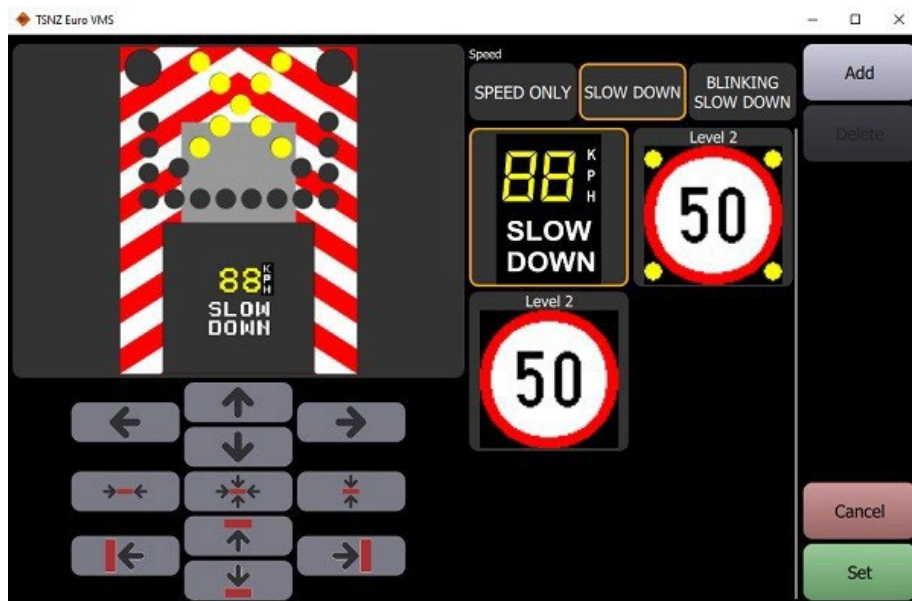 TSNZ Euro VMS
88 KPH
SLOW
DOWN
Speed
SPEED ONLY
SLOW DOWN
BLINKING
SLOW DOWN
88 KPH
SLOW
DOWN
Level 2
50
Level 2
50
Add
Delete
Cancel
Set